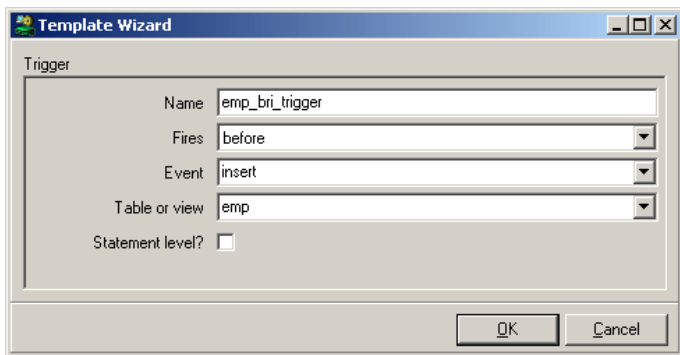 Template Wizard
Trigger
Name emp_bri_trigger
Fires before
Event insert
Table or view emp
Statement level?
OK Cancel